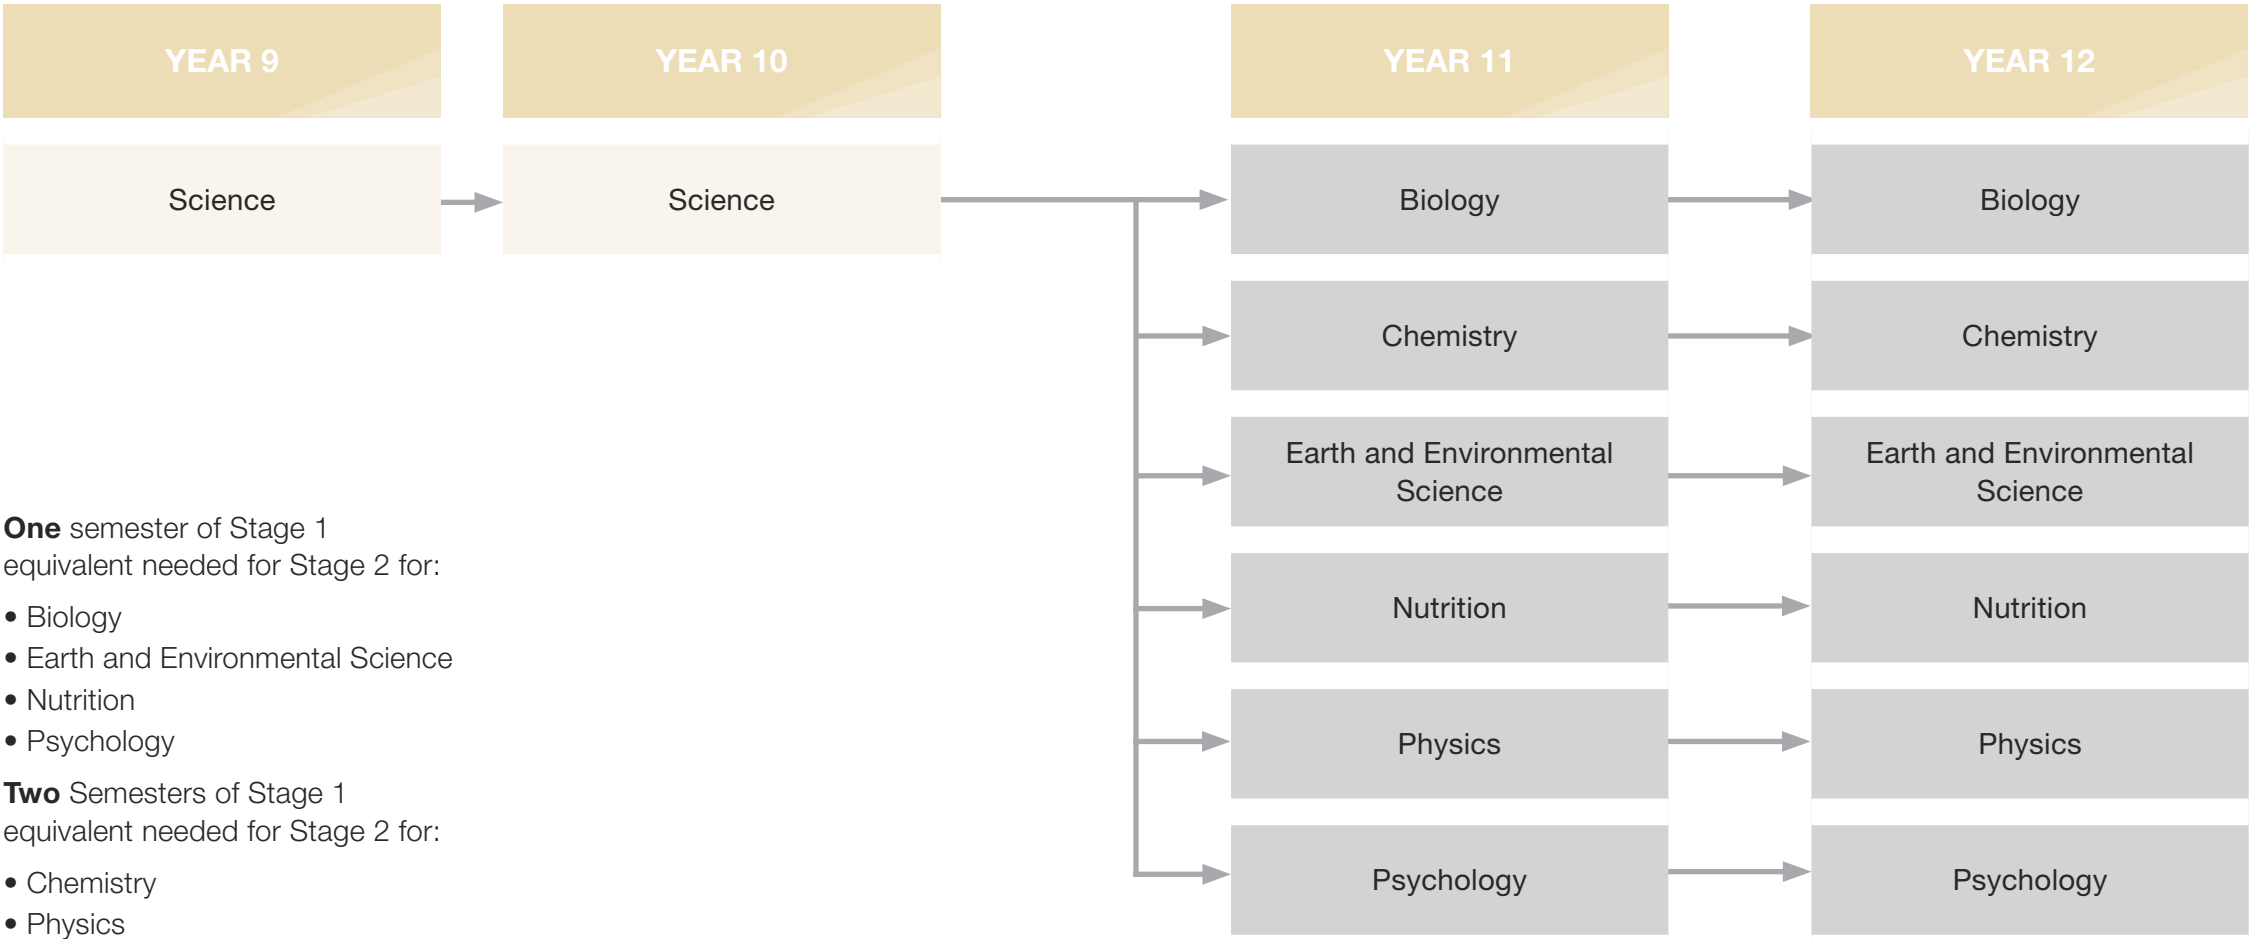 YEAR 9
YEAR 10
YEAR 11
YEAR 12
Science
Science
Biology
Biology
Chemistry
Chemistry
Earth and Environmental
Science
Earth and Environmental
Science
Nutrition
Nutrition
Physics
Physics
Psychology
Psychology
One semester of Stage 1
equivalent needed for Stage 2 for:
• Biology
• Earth and Environmental Science
• Nutrition
• Psychology
Two Semesters of Stage 1
equivalent needed for Stage 2 for:
• Chemistry
• Physics